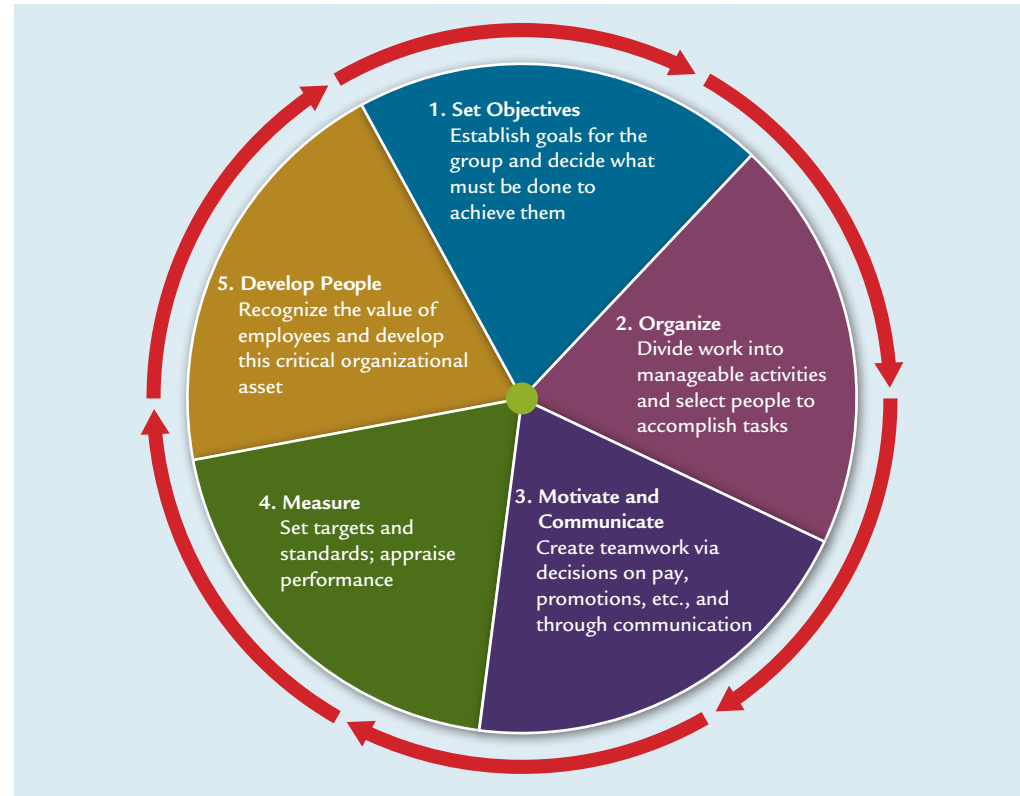 1. Set Objectives
Establish goals for the
group and decide what
must be done to
achieve them
2. Organize
Divide work into
manageable activities
and select people to
accomplish tasks
3. Motivate and
Communicate
Create teamwork via
decisions on pay,
promotions, etc., and
through communication
4. Measure
Set targets and
standards; appraise
performance
5. Develop People
Recognize the value of
employees and develop
this critical organizational
asset